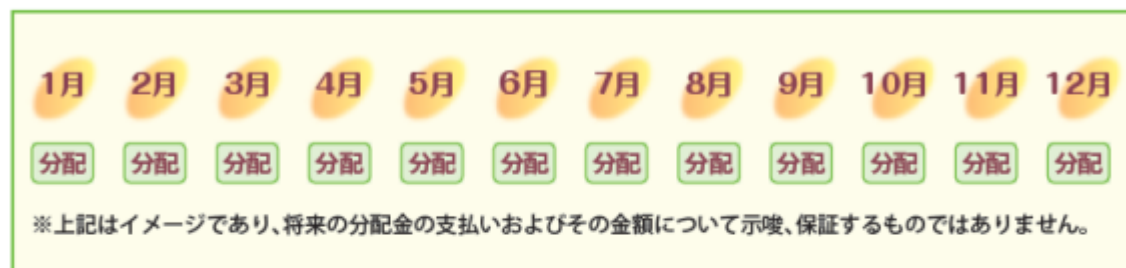 1月 2月 3月 4月 5月 6月 7月 8月 9月 10月 11月 12月
分配 分配 分配 分配 分配 分配 分配 分配 分配 分配 分配 分配
※上記はイメージであり、将来の分配金の支払いおよびその金額について示唆、保証するものではありません。